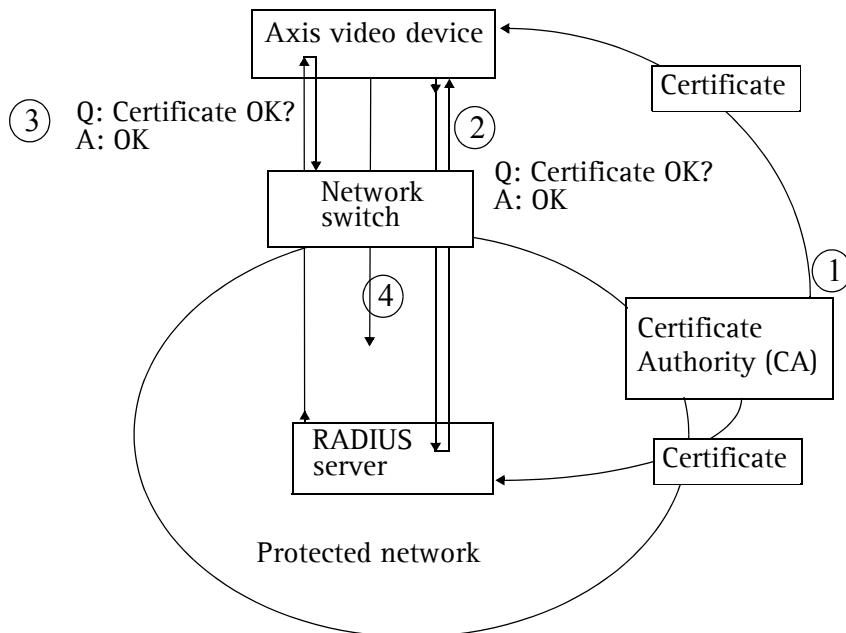 Axis video device
Certificate
3
Q: Certificate OK?
A: OK
2
Q: Certificate OK?
A: OK
Network
switch
1
4
Certificate
Authority (CA)
RADIUS
server
Certificate
Protected network